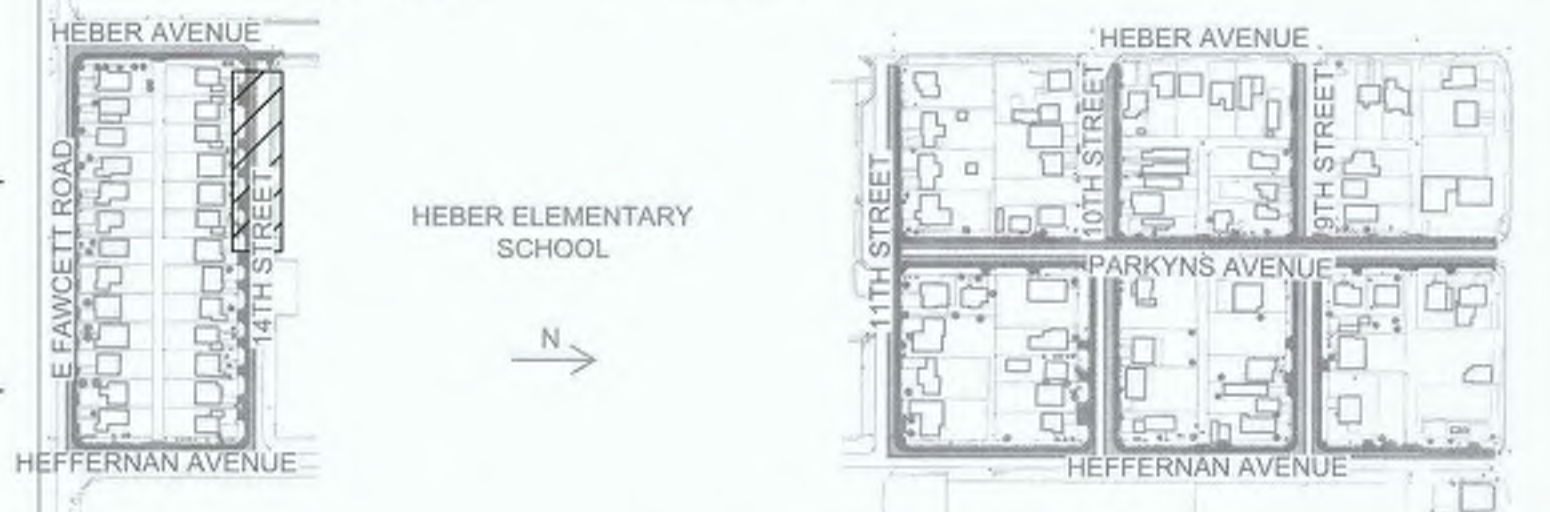 HEBER AVENUE
HEBER AVENUE
E FAWCETT ROAD
14TH STREET
HEBER ELEMENTARY
SCHOOL
N
11TH STREET
10TH STREET
9TH STREET
PARKYNS AVENUE
HEFFERNAN AVENUE
HEFFERNAN AVENUE